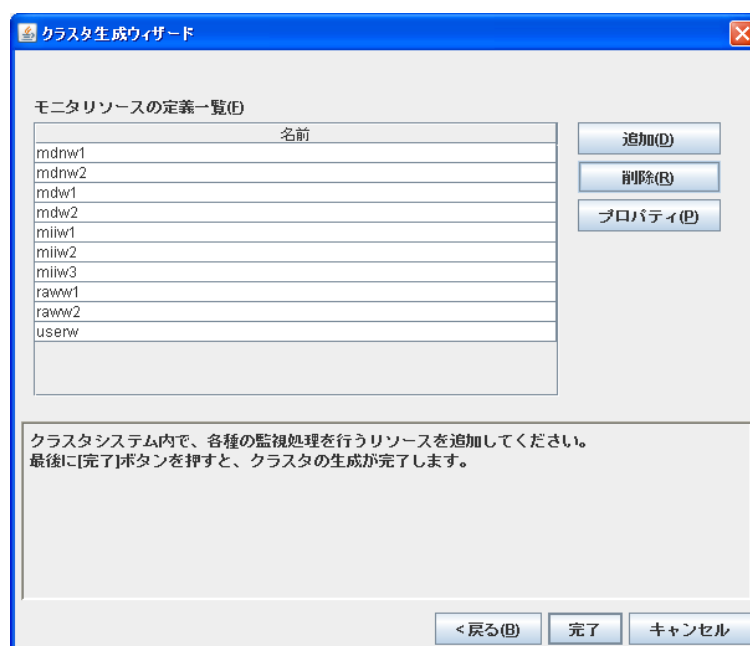 クラスタ生成ウィザード
モニタリソースの定義一覧(F)
名前
mdnw1
mdnw2
mdw1
mdw2
miiw1
miiw2
miiw3
raww1
raww2
userw
追加(D)
削除(R)
プロパティ(P)
クラスタシステム内で、各種の監視処理を行うリソースを追加してください。
最後に[完了]ボタンを押すと、クラスタの生成が完了します。
<戻る(B)
完了
キャンセル